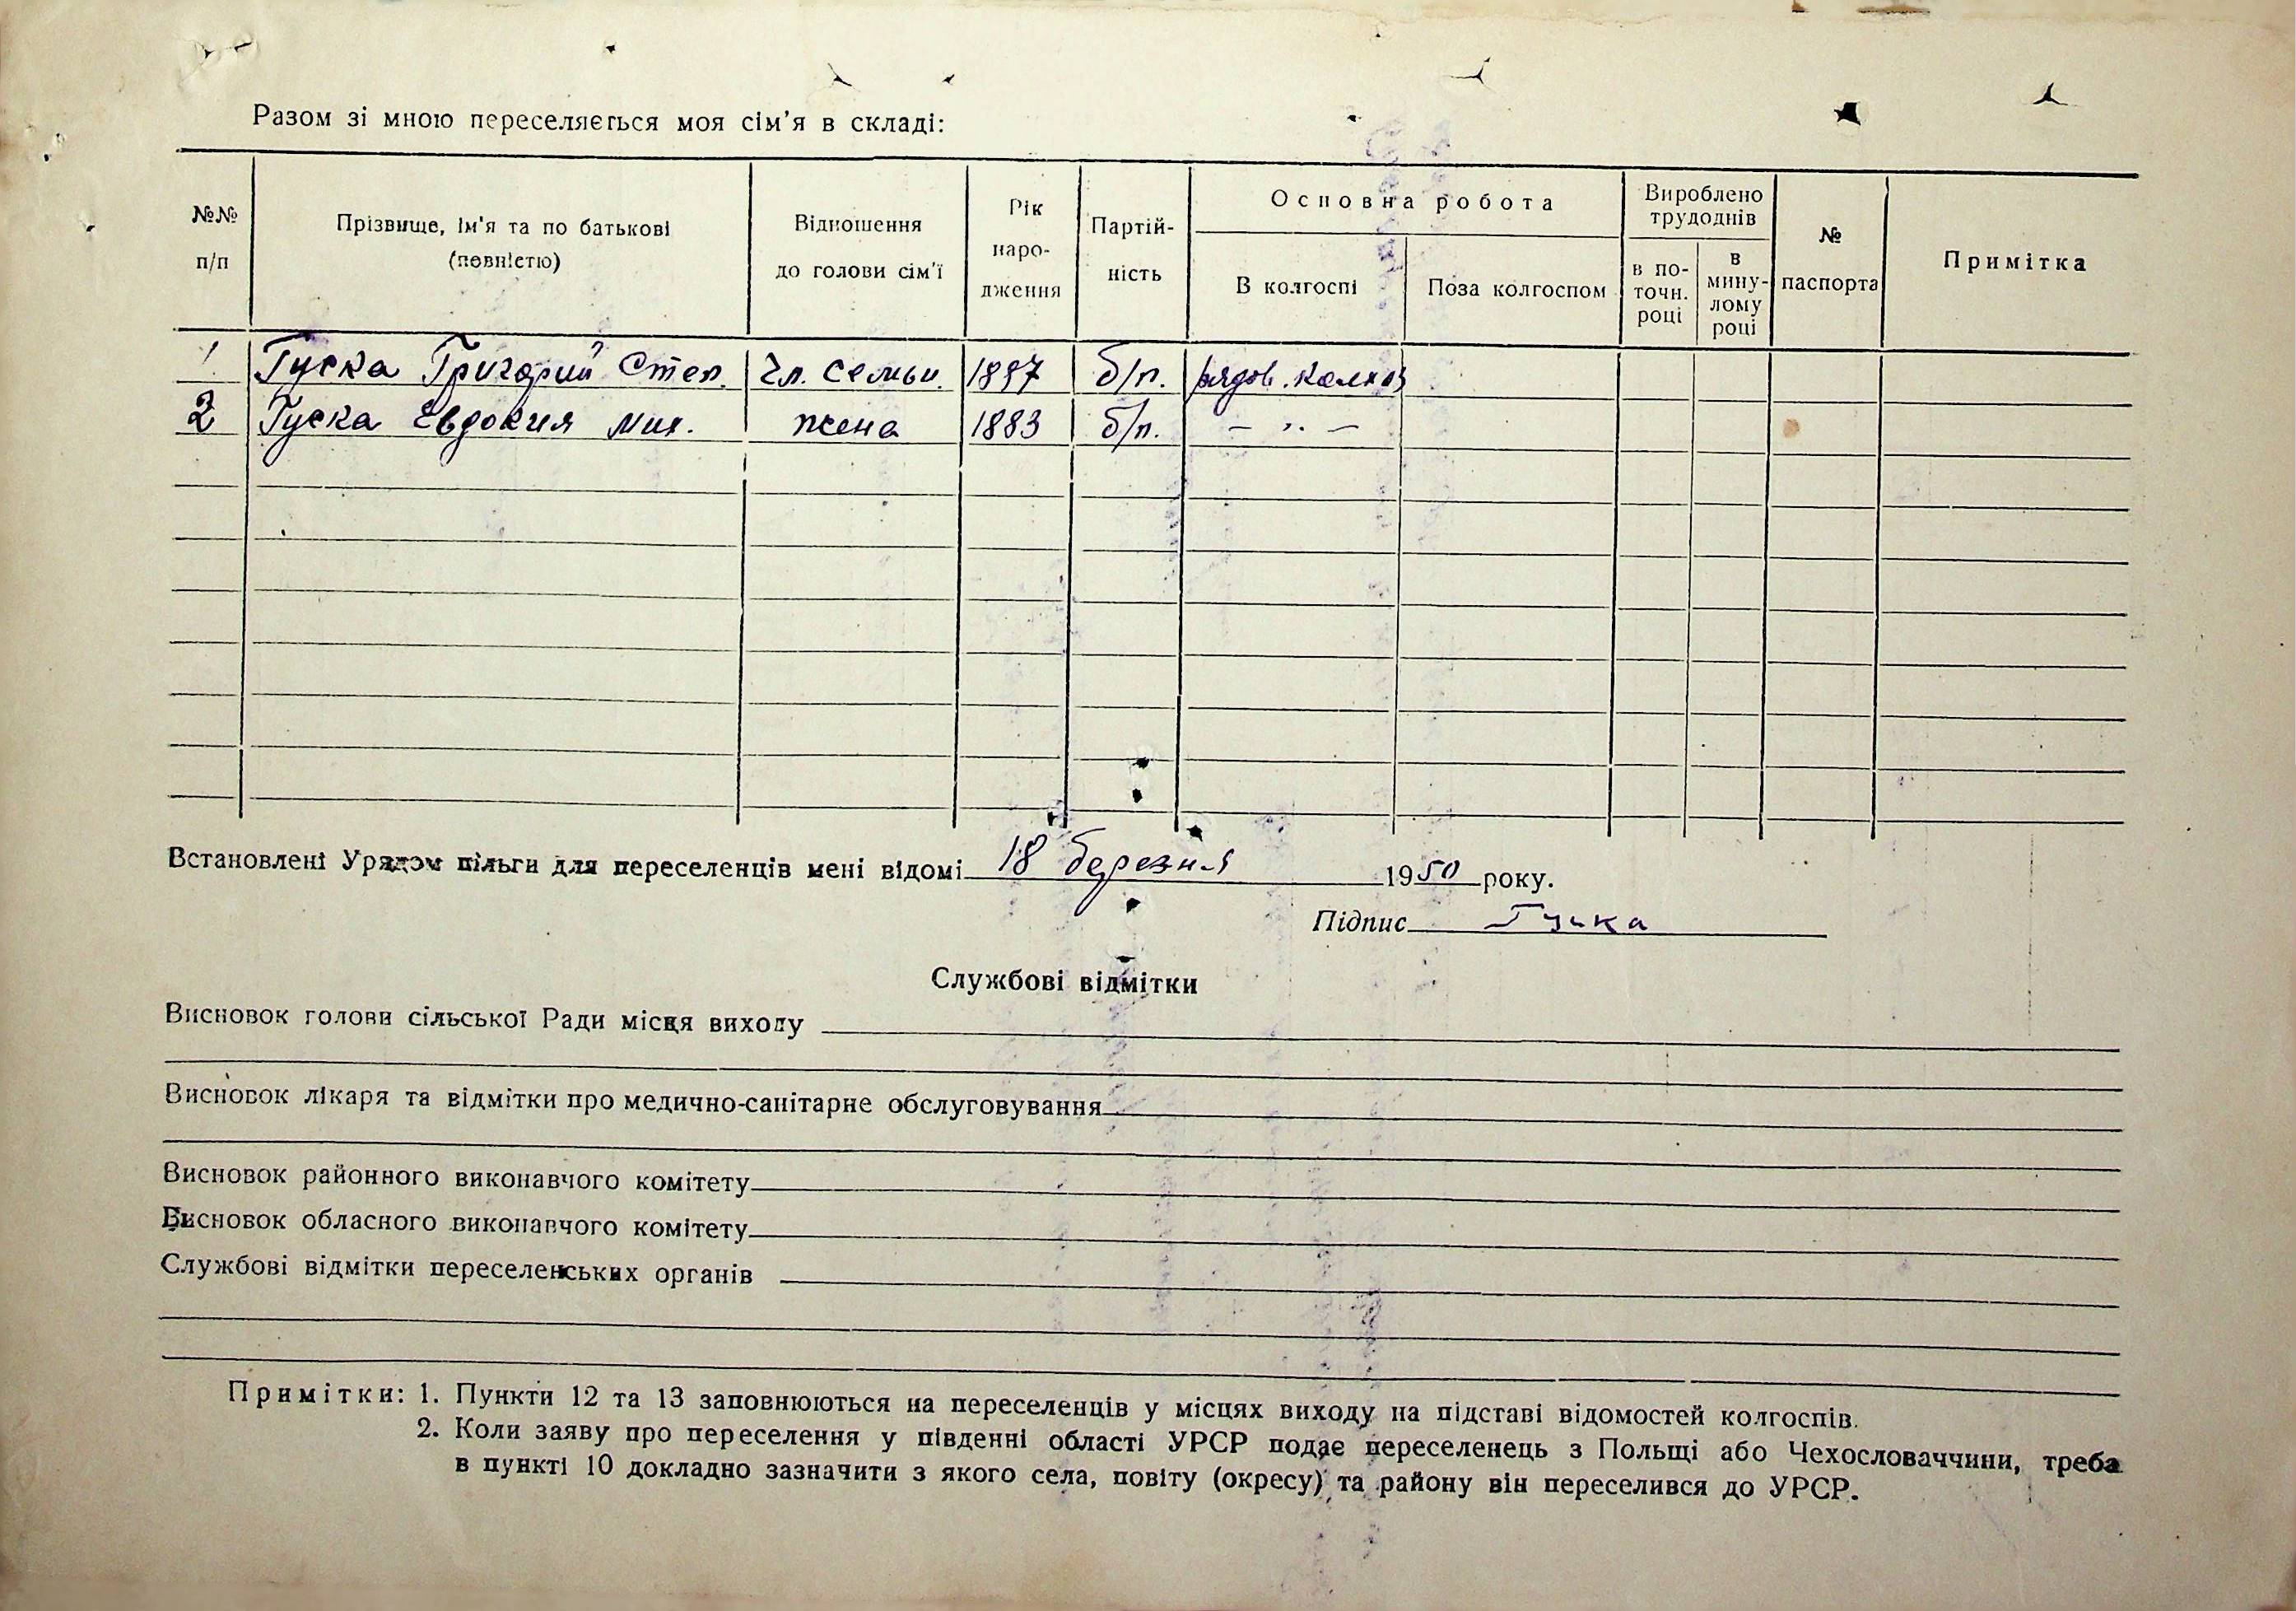 Разом зі мною переселяється моя сім'я в складі:
№№ п/п
Прізвище, ім'я та по батькові (повністю)
Відношення до голови сім'ї
Рік народження
Партійність
Основна робота
В колгоспі
Поза колгоспом
Вироблено трудоднів
в поточн. році
в минулому році
№ паспорта
Примітка
1 Гуска Григорий Степ. Гл. семьи. б/п. рядов. колхоз
2 Гуска Евдокия Мих. жена 1883 б/п. — „ —
Встановлені Урядом пільги для переселенців мені відомі 18 березня 1950 року.
Підпис Гуска
Службові відмітки
Висновок голови сільської Ради місця виходу
Висновок лікаря та відмітки про медично-санітарне обслуговування
Висновок районного виконавчого комітету
Висновок обласного виконавчого комітету
Службові відмітки переселенських органів
Примітки: 1. Пункти 12 та 13 заповнюються на переселенців у місцях виходу на підставі відомостей колгоспів.
2. Коли заяву про переселення у південні області УРСР подає переселенець з Польщі або Чехословаччини, треба
в пункті 10 докладно зазначити з якого села, повіту (окресу) та району він переселився до УРСР.